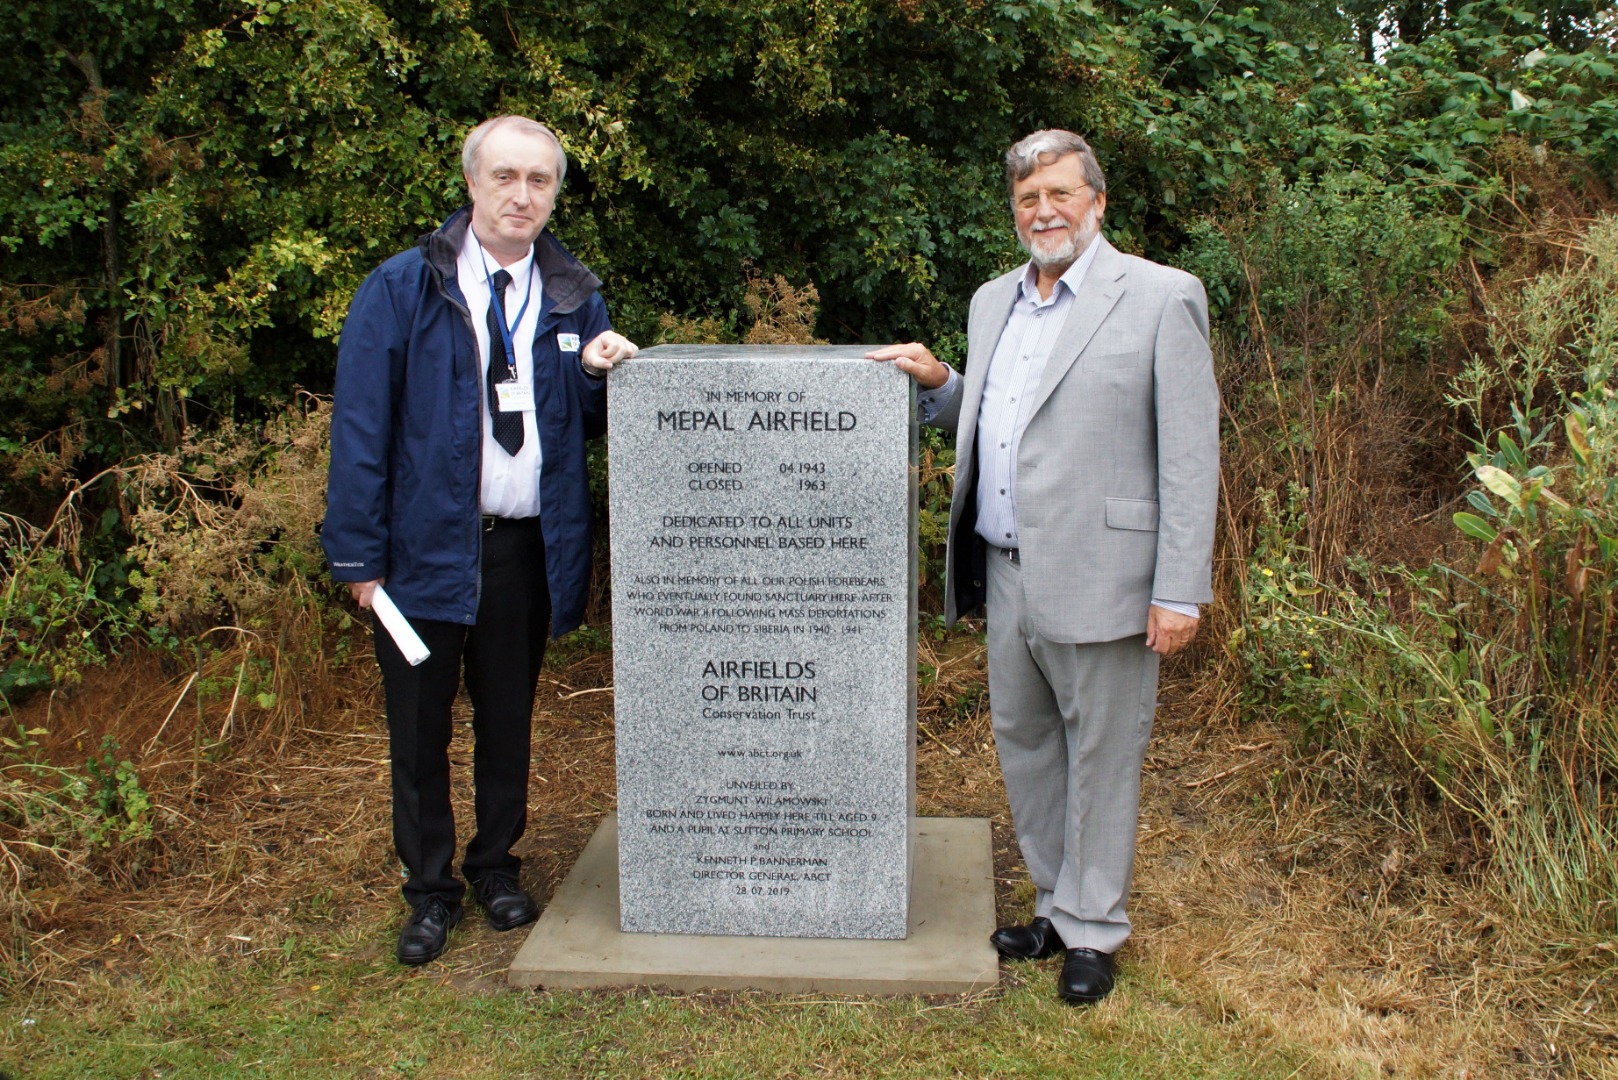 IN MEMORY OF
MEPAL AIRFIELD
OPENED 04.1943
CLOSED 1963
DEDICATED TO ALL UNITS
AND PERSONNEL BASED HERE
ALSO IN MEMORY OF ALL OUR POLISH FOREBEARS
WHO EVENTUALLY FOUND SANCTUARY HERE AFTER
WORLD WAR II FOLLOWING MASS DEPORTATIONS
FROM POLAND TO SIBERIA IN 1940 - 1941
AIRFIELDS
OF BRITAIN
Conservation Trust
www.abct.org.uk
UNVEILED BY
ZYGMUNT WILAMOWSKI
BORN AND LIVED HAPPILY HERE TILL AGED 9
AND A PUPIL AT SUTTON PRIMARY SCHOOL
and
KENNETH P. BANNERMAN
DIRECTOR GENERAL, ABCT
28.07.2019